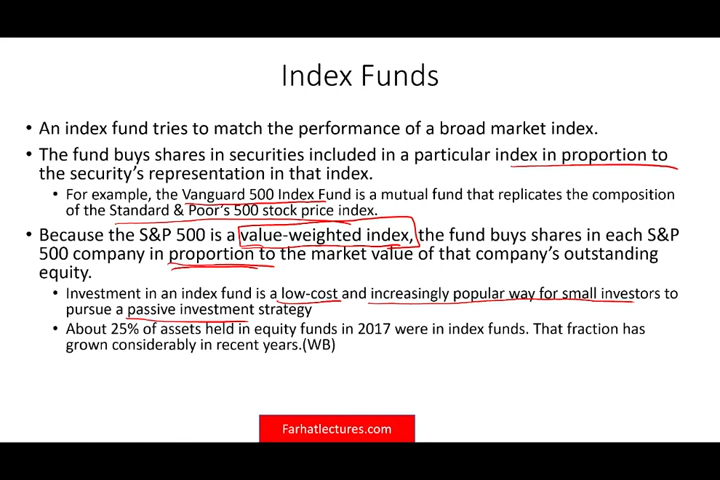 Index Funds
• An index fund tries to match the performance of a broad market index.
• The fund buys shares in securities included in a particular index in proportion to
the security's representation in that index.
• For example, the Vanguard 500 Index Fund is a mutual fund that replicates the composition
of the Standard & Poor's 500 stock price index.
• Because the S&P 500 is a value-weighted index, the fund buys shares in each S&P
500 company in proportion to the market value of that company's outstanding
equity.
• Investment in an index fund is a low-cost and increasingly popular way for small investors to
pursue a passive investment strategy
• About 25% of assets held in equity funds in 2017 were in index funds. That fraction has
grown considerably in recent years.(WB)
Farhatlectures.com